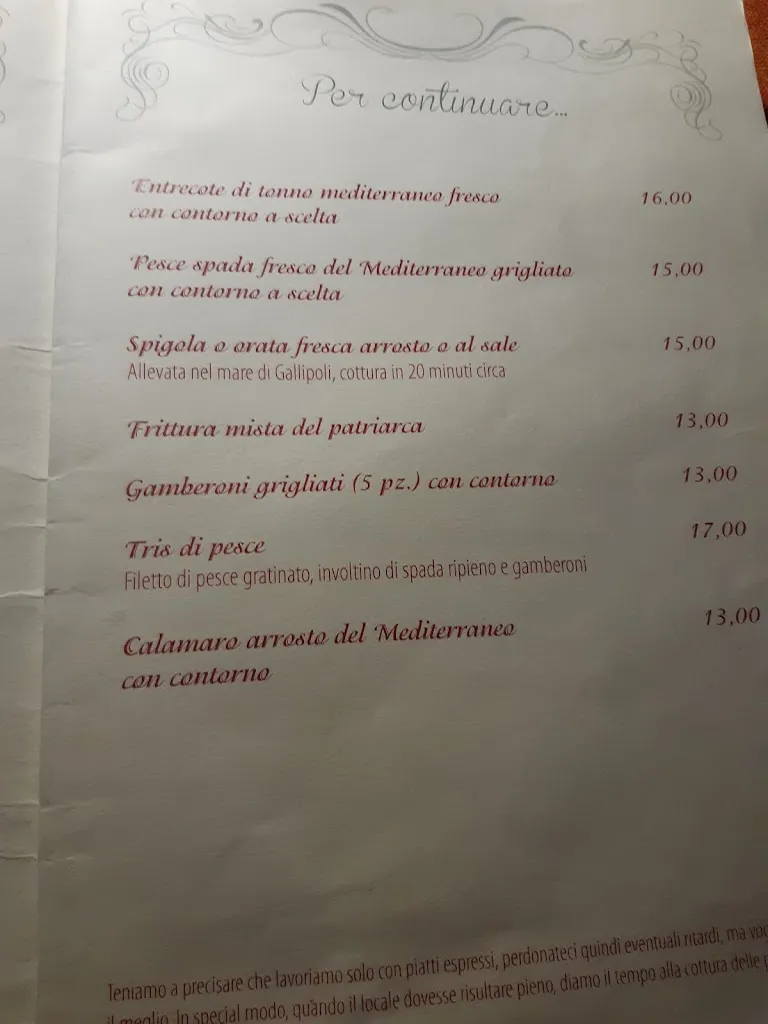 Per continuare...
Entrecote di tonno mediterraneo fresco 16,00
con contorno a scelta
Pesce spada fresco del Mediterraneo grigliato 15,00
con contorno a scelta
Spigola o orata fresca arrosto o al sale 15,00
Allevata nel mare di Gallipoli, cottura in 20 minuti circa
Frittura mista del patriarca 13,00
Gamberoni grigliati (5 pz.) con contorno 13,00
Tris di pesce 17,00
Filetto di pesce gratinato, involtino di spada ripieno e gamberoni
Calamaro arrosto del Mediterraneo 13,00
con contorno
Teniamo a precisare che lavoriamo solo con piatti espressi, perdonateci quindi eventuali ritardi, ma
il meglio. In special modo, quando il locale dovesse risultare pieno, diamo il tempo alla cottura delle